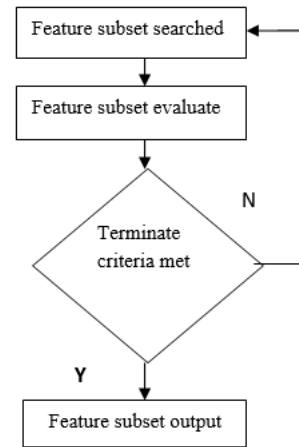 Feature subset searched
Feature subset evaluate
N
Terminate
criteria met
Y
Feature subset output